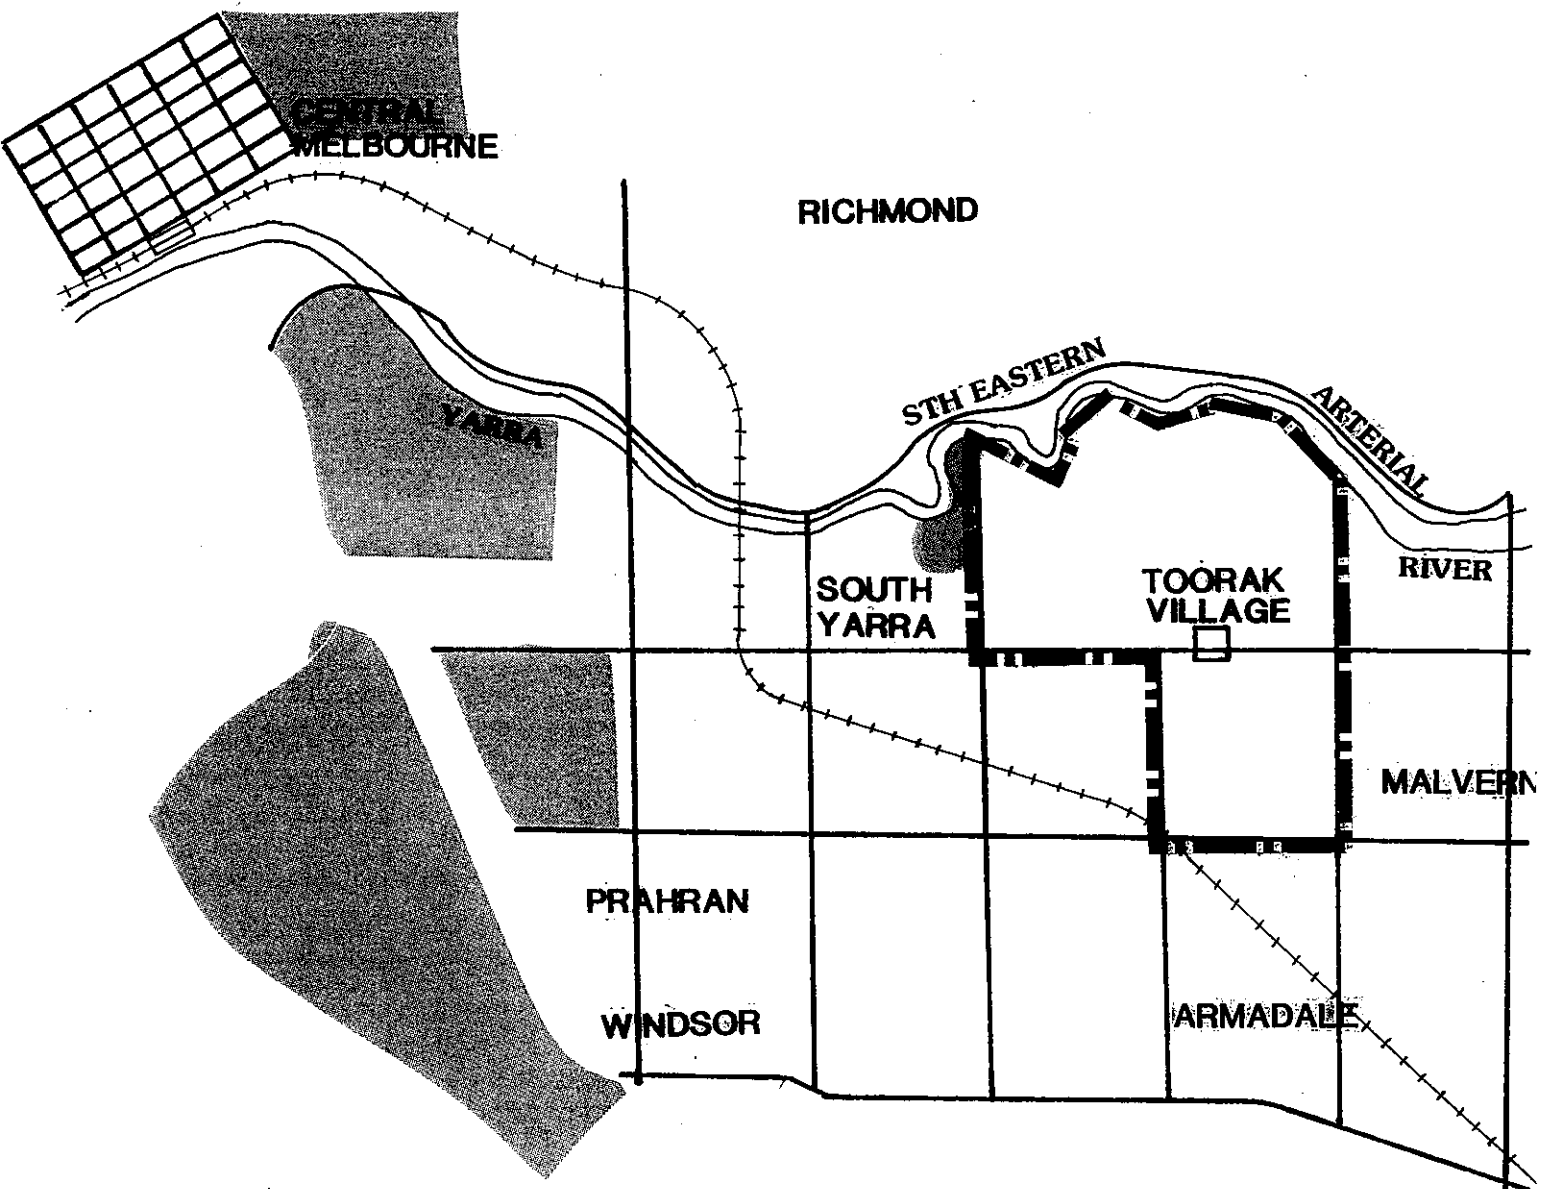 CENTRAL
MELBOURNE
RICHMOND
STH EASTERN
ARTERIAL
YARRA
RIVER
SOUTH
YARRA
TOORAK
VILLAGE
MALVERN
PRAHRAN
WINDSOR
ARMADALE